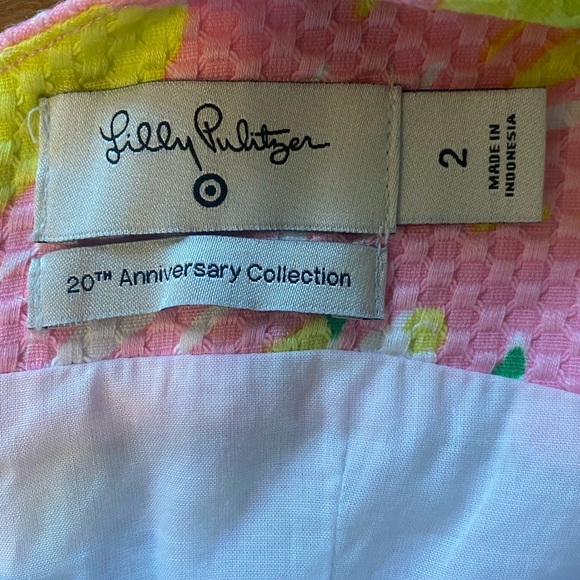 Lilly Pulitzer
20TH Anniversary Collection
2
MADE IN
INDONESIA